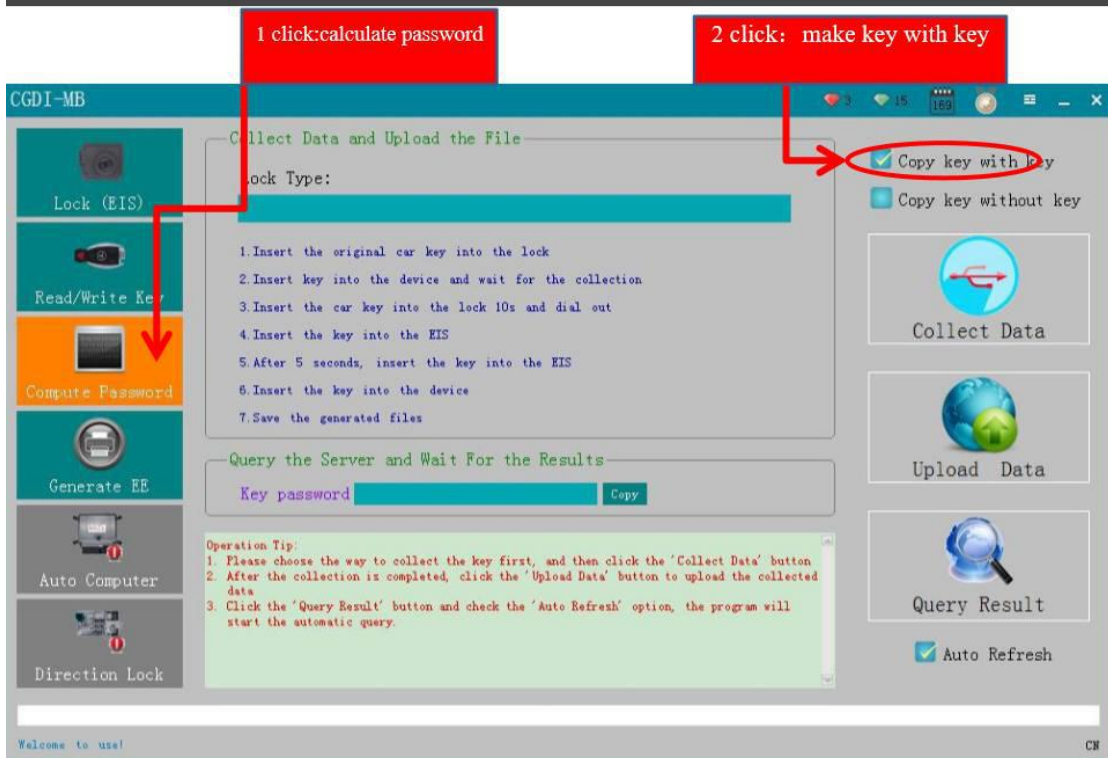 1 click:calculate password
2 click： make key with key
CGDI-MB
3
15
169
Lock (EIS)
Read/Write Key
Compute Password
Generate EE
Auto Computer
Direction Lock
Collect Data and Upload the File
Lock Type:
1.Insert the original car key into the lock
2.Insert key into the device and wait for the collection
3.Insert the car key into the lock 10s and dial out
4.Insert the key into the EIS
5.After 5 seconds, insert the key into the EIS
6.Insert the key into the device
7.Save the generated files
Query the Server and Wait For the Results
Key password
Copy
Operation Tip:
1. Please choose the way to collect the key first, and then click the 'Collect Data' button
2. After the collection is completed, click the 'Upload Data' button to upload the collected
data
3. Click the 'Query Result' button and check the 'Auto Refresh' option, the program will
start the automatic query.
Copy key with key
Copy key without key
Collect Data
Upload Data
Query Result
Auto Refresh
Welcome to use!
CN